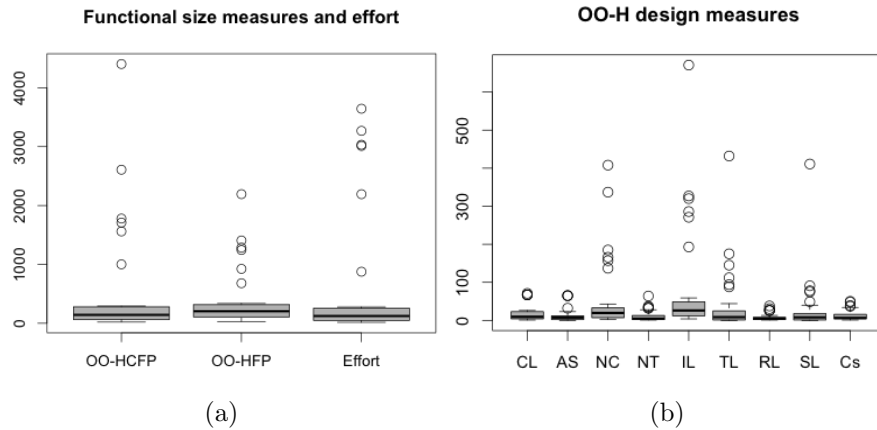 Functional size measures and effort
4000
3000
2000
1000
0
OO-HCFP OO-HFP Effort
(a)
OO-H design measures
500
300
100
0
CL AS NC NT IL TL RL SL Cs
(b)